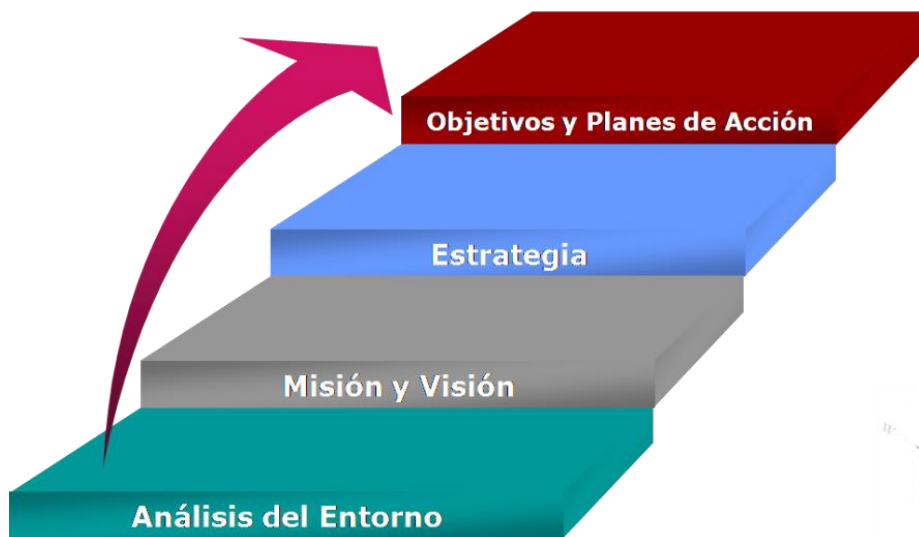 Objetivos y Planes de Acción
Estrategia
Misión y Visión
Análisis del Entorno